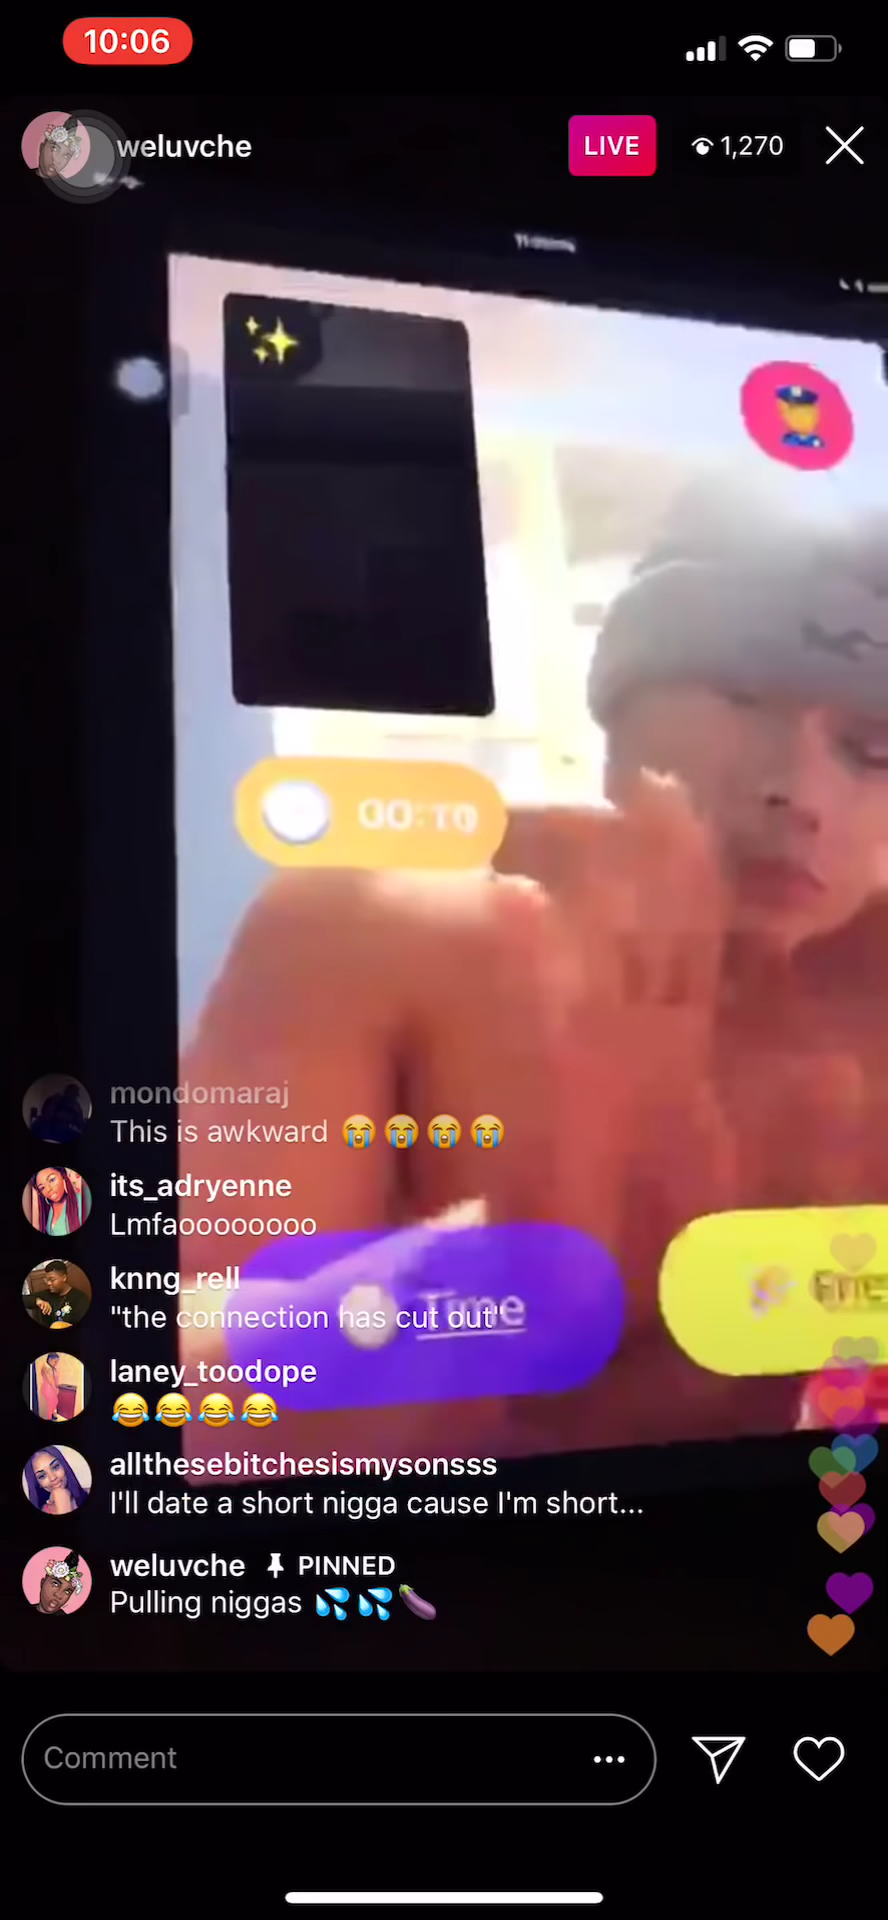 10:06
weluvche
LIVE
1,270
00:10
mondomaraj
This is awkward 😭😭😭😭
its_adryenne
Lmfaoooooooo
knng_rell
"the connection has cut out"
Time
laney_toodope
😂😂😂😂
allthesebitchesismysonsss
I'll date a short nigga cause I'm short...
weluvche PINNED
Pulling niggas 💦💦🍆
Comment